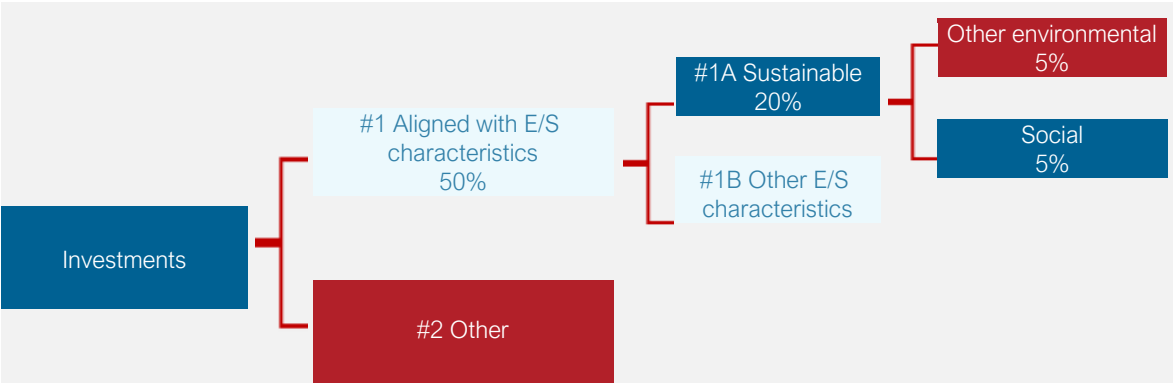 Other environmental
5%
#1A Sustainable
20%
#1 Aligned with E/S
characteristics
50%
Social
5%
#1B Other E/S
characteristics
Investments
#2 Other